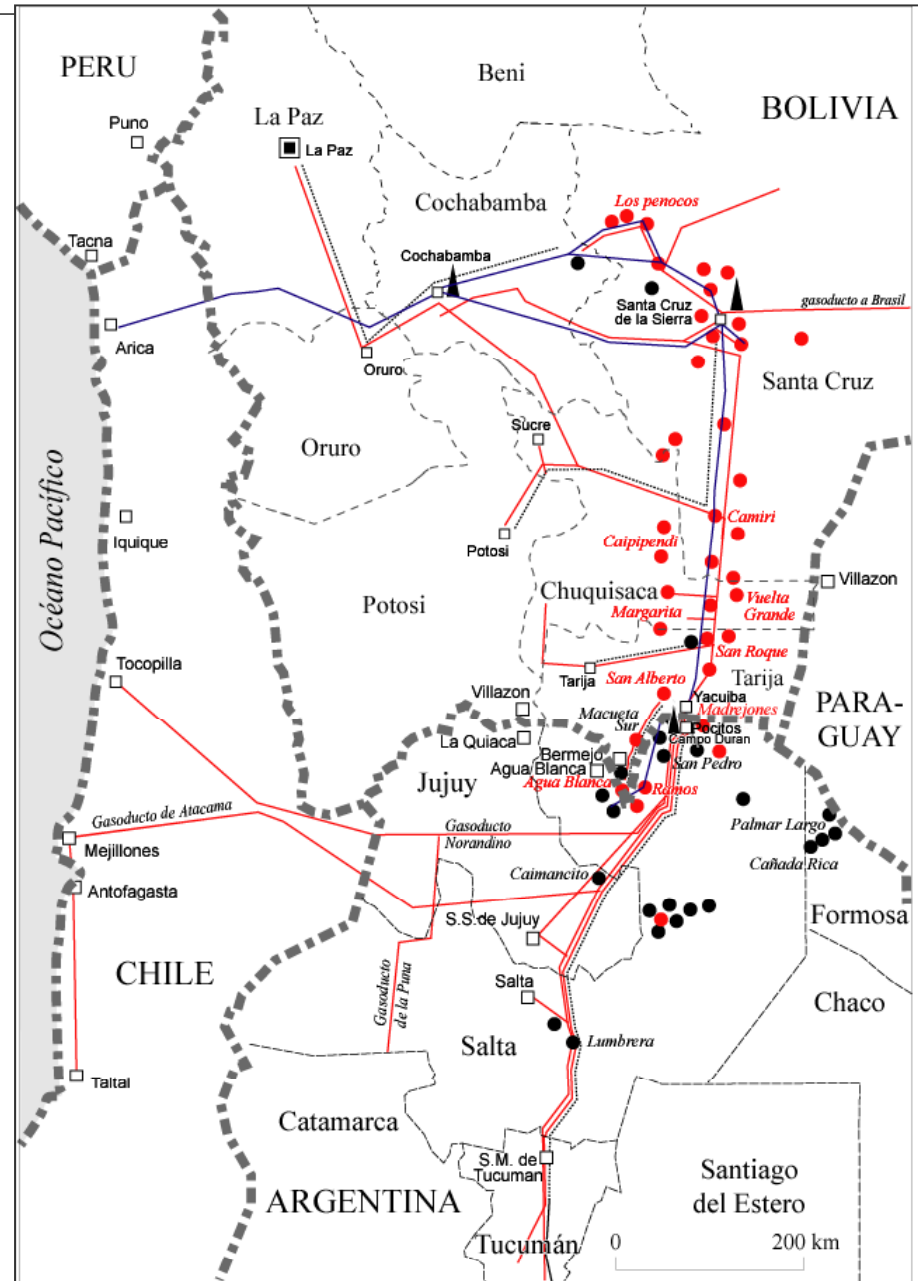 PERU
Beni
BOLIVIA
Puno
La Paz
La Paz
Cochabamba
Los penocos
Tacna
Cochabamba
Santa Cruz
de la Sierra
gasoducto a Brasil
Arica
Oruro
Santa Cruz
Sucre
Oruro
Océano Pacífico
Iquique
Camiri
Potosi
Caipipendi
Villazon
Chuquisaca
Vuelta
Grande
Potosi
Margarita
San Roque
Tocopilla
Tarija
San Alberto
Tarija
Villazon
Yacuiba
Madrejones
PARA-
GUAY
Macueta
Sur
Pocitos
La Quiaca
Campo Duran
Bermejo
San Pedro
Agua Blanca
Jujuy
Agua Blanca
Ramos
Gasoducto de Atacama
Gasoducto
Norandino
Palmar Largo
Mejillones
Cañada Rica
Caimancito
Antofagasta
Formosa
S.S.de Jujuy
CHILE
Gasoducto
de la Puna
Salta
Chaco
Salta
Lumbrera
Taltal
Catamarca
S.M. de
Tucuman
Santiago
del Estero
ARGENTINA
Tucumán
0 200 km